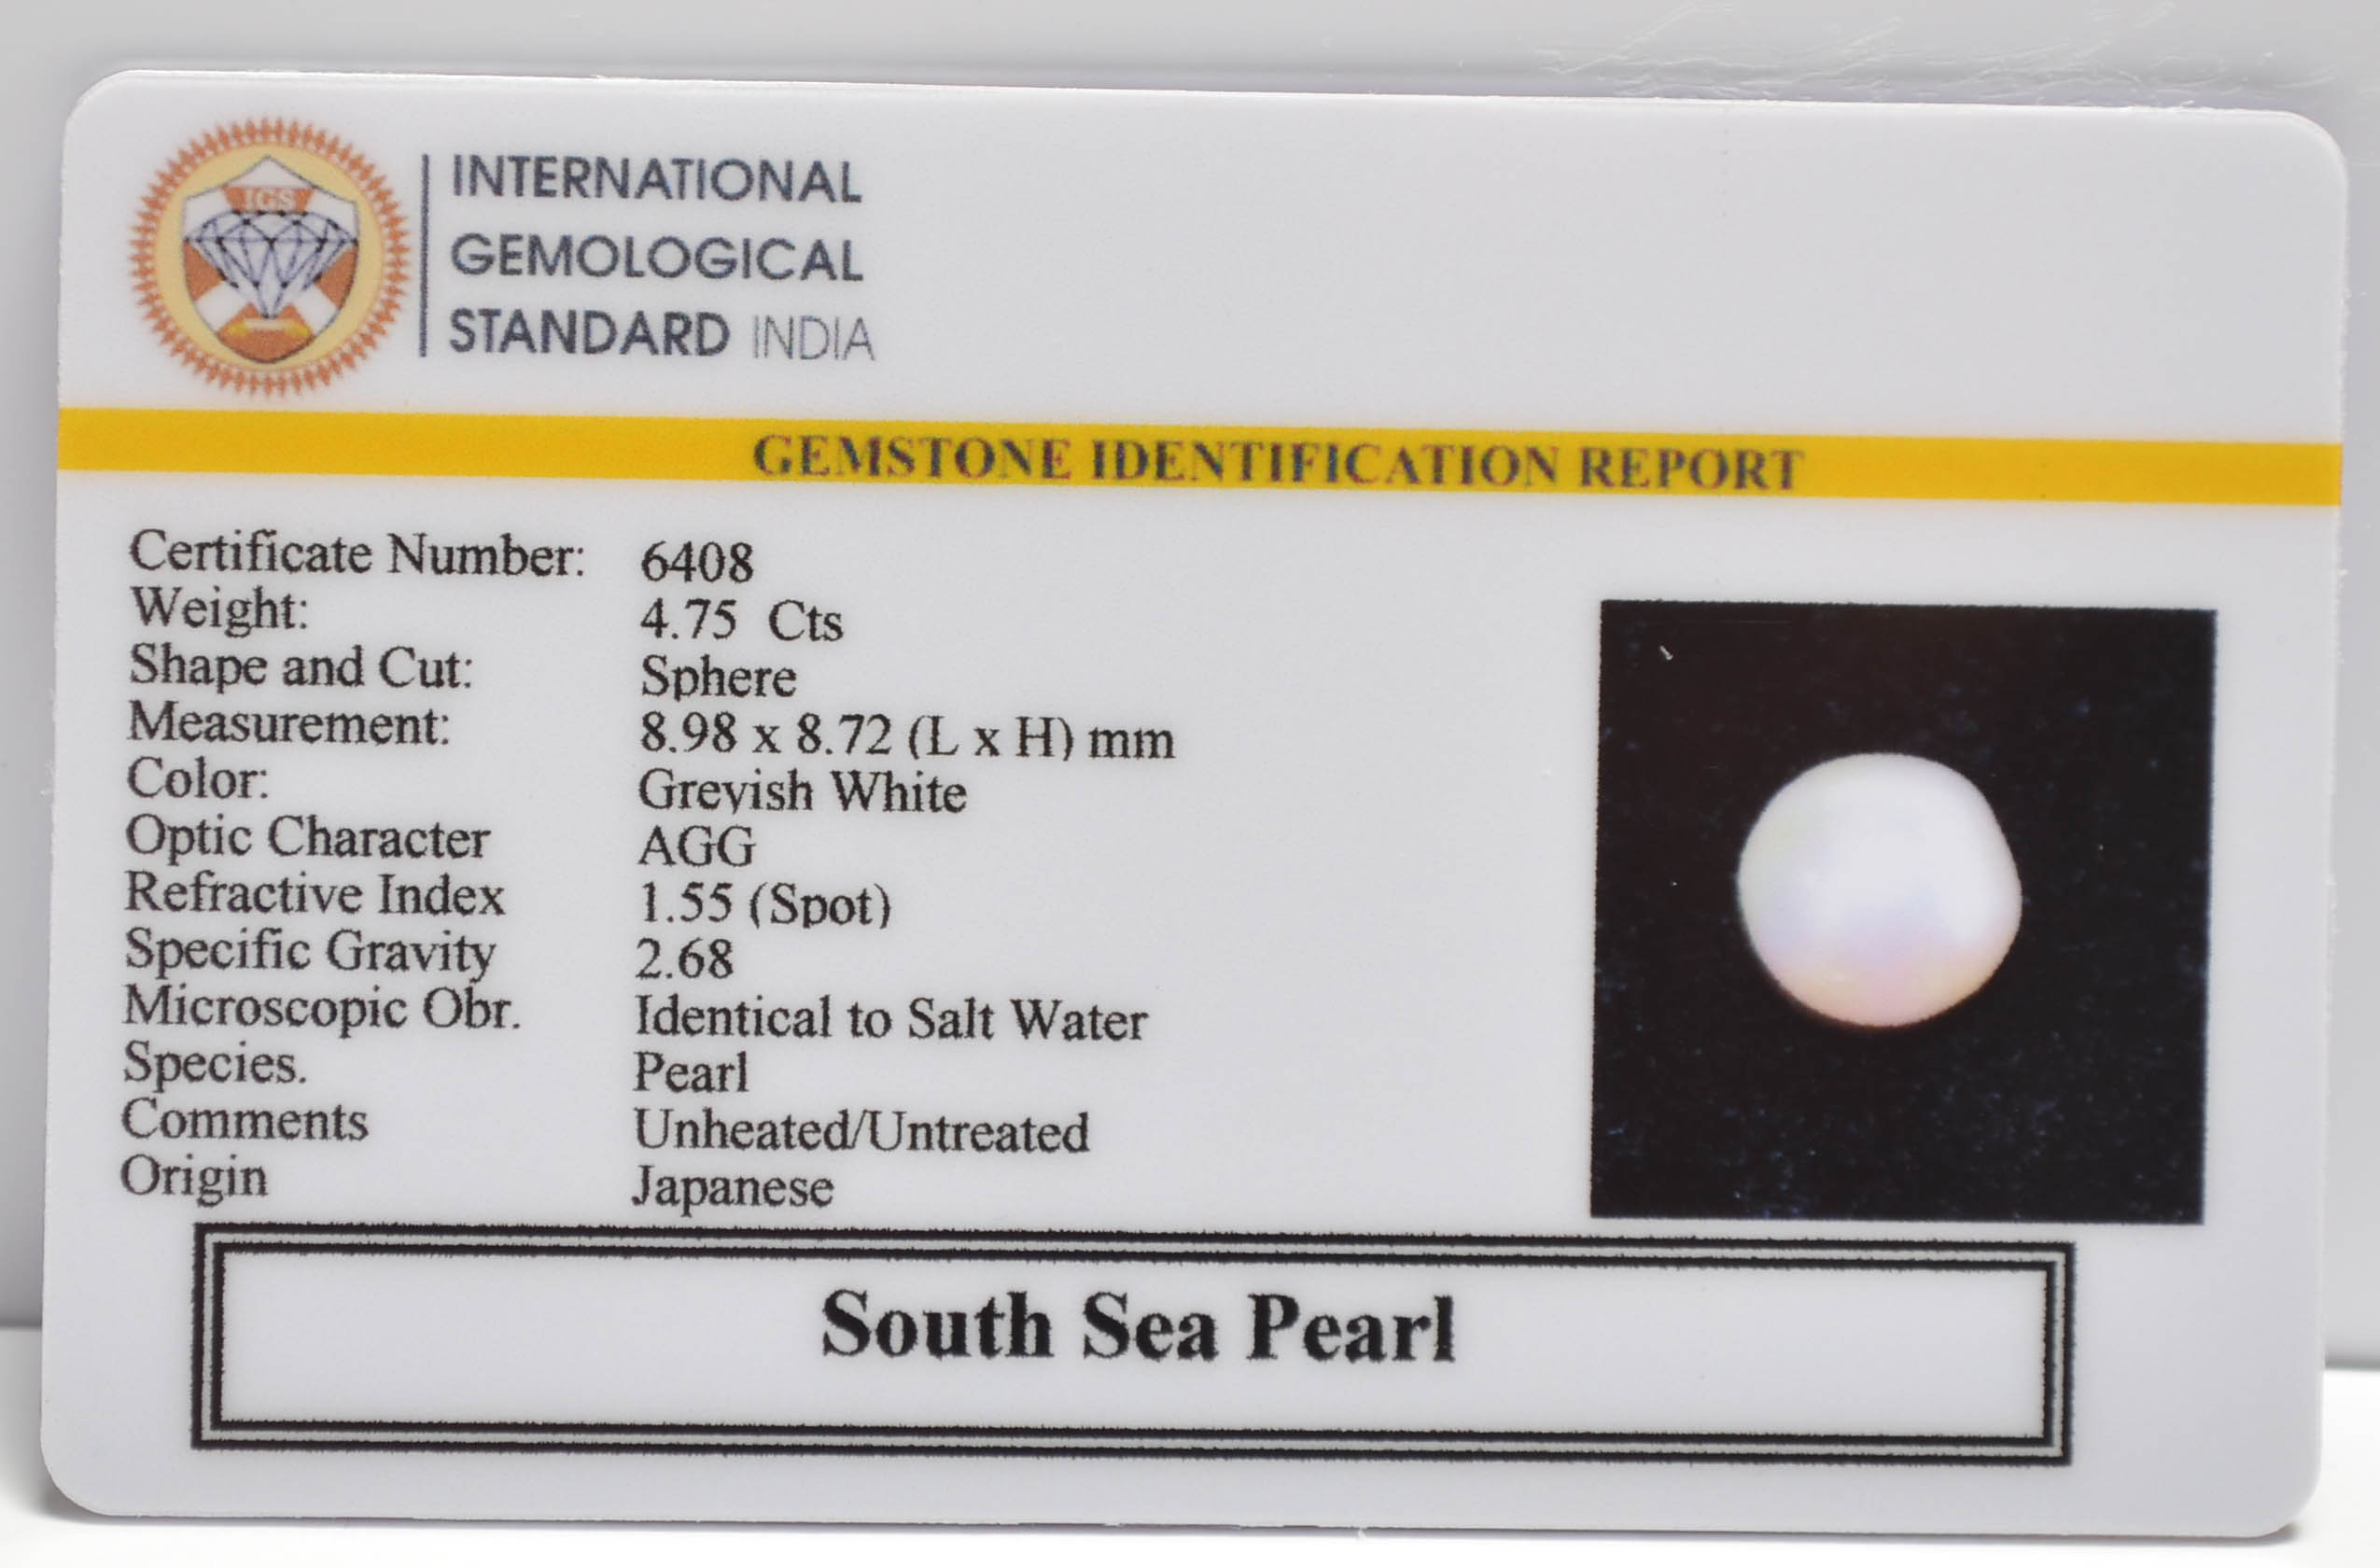 IGS
INTERNATIONAL
GEMOLOGICAL
STANDARD INDIA
GEMSTONE IDENTIFICATION REPORT
Certificate Number: 6408
Weight: 4.75 Cts
Shape and Cut: Sphere
Measurement: 8.98 x 8.72 (L x H) mm
Color: Greyish White
Optic Character AGG
Refractive Index 1.55 (Spot)
Specific Gravity 2.68
Microscopic Obr. Identical to Salt Water
Species. Pearl
Comments Unheated/Untreated
Origin Japanese
South Sea Pearl